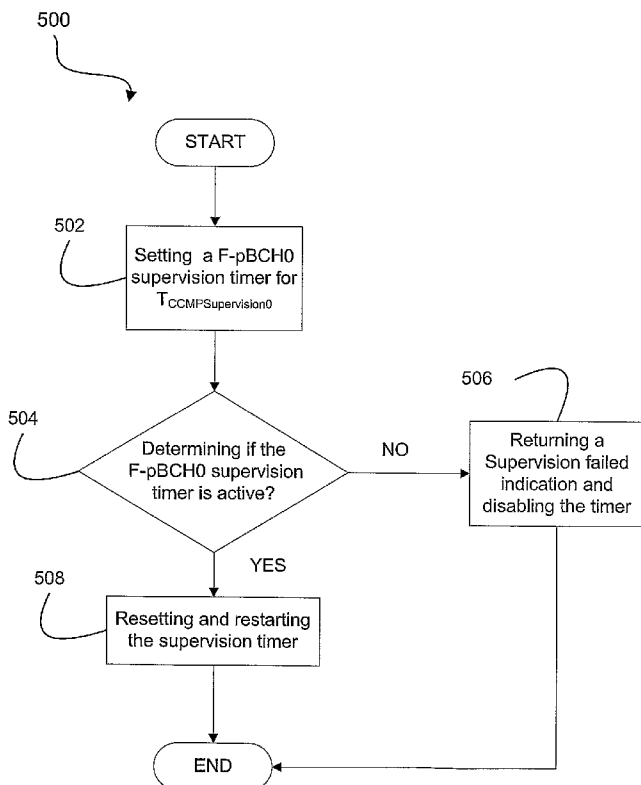 500
START
502
Setting a F-pBCH0
supervision timer for
TCCMPSupervision0
504
Determining if the
F-pBCH0 supervision
timer is active?
NO
506
Returning a
Supervision failed
indication and
disabling the timer
YES
508
Resetting and restarting
the supervision timer
END